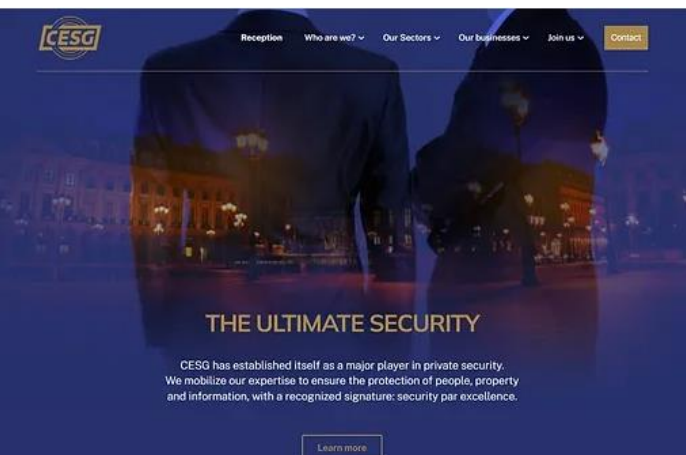 CESG
Reception Who are we? Our Sectors Our businesses Join us Contact
THE ULTIMATE SECURITY
CESG has established itself as a major player in private security.
We mobilize our expertise to ensure the protection of people, property
and information, with a recognized signature: security par excellence.
Learn more